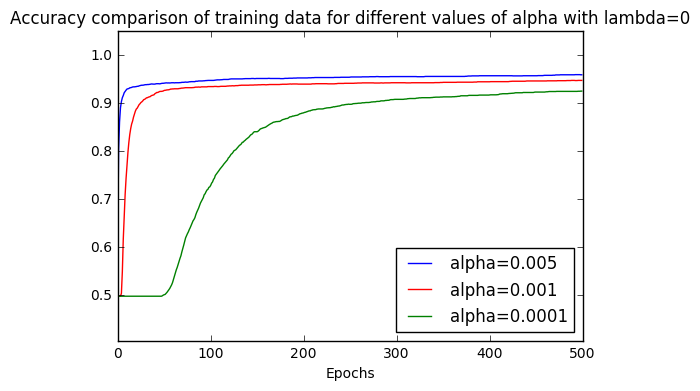 Accuracy comparison of training data for different values of alpha with lambda=0
1.0
0.9
0.8
0.7
0.6
0.5
alpha=0.005
alpha=0.001
alpha=0.0001
0 100 200 300 400 500
Epochs